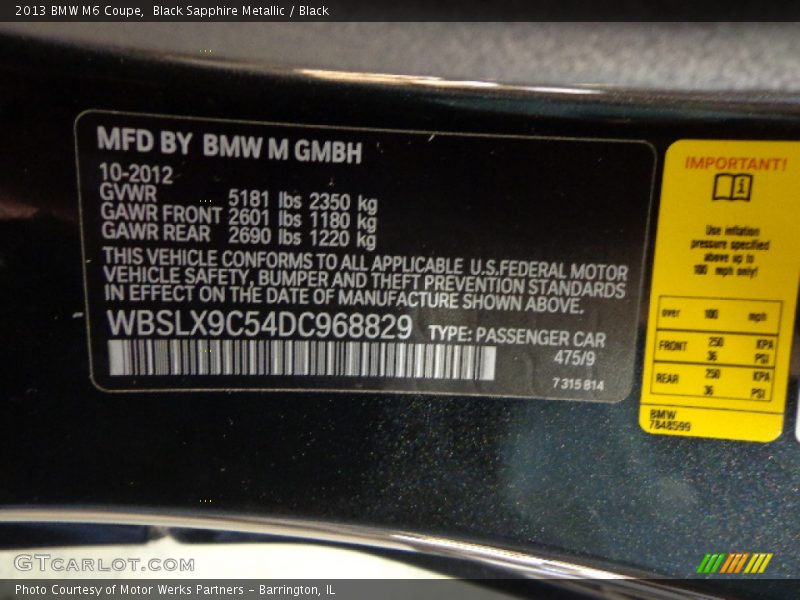 2013 BMW M6 Coupe,  Black Sapphire Metallic / Black
MFD BY BMW M GMBH
10-2012
GVWR 5181 lbs 2350 kg
GAWR FRONT 2601 lbs 1180 kg
GAWR REAR 2690 lbs 1220 kg
THIS VEHICLE CONFORMS TO ALL APPLICABLE U.S.FEDERAL MOTOR
VEHICLE SAFETY, BUMPER AND THEFT PREVENTION STANDARDS
IN EFFECT ON THE DATE OF MANUFACTURE SHOWN ABOVE.
WBSLX9C54DC968829 TYPE: PASSENGER CAR
475/9
7 315 814
IMPORTANT!
Use inflation
pressure specified
above up to
100 mph only!
over 100 mph
FRONT 250 KPA
36 PSI
REAR 250 KPA
36 PSI
BMW
7848599
GTCARLOT.COM
Photo Courtesy of Motor Werks Partners - Barrington, IL